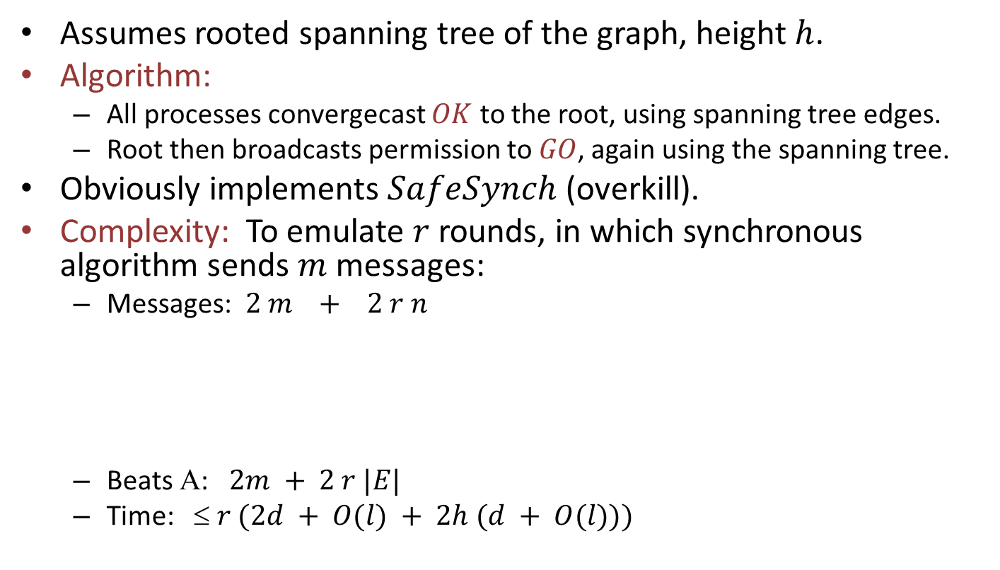 • Assumes rooted spanning tree of the graph, height h.
• Algorithm:
– All processes convergecast OK to the root, using spanning tree edges.
– Root then broadcasts permission to GO, again using the spanning tree.
• Obviously implements SafeSynch (overkill).
• Complexity: To emulate r rounds, in which synchronous
algorithm sends m messages:
– Messages: 2 m + 2 r n
– Beats Α: 2m + 2 r |E|
– Time: ≤ r (2d + O(l) + 2h (d + O(l)))